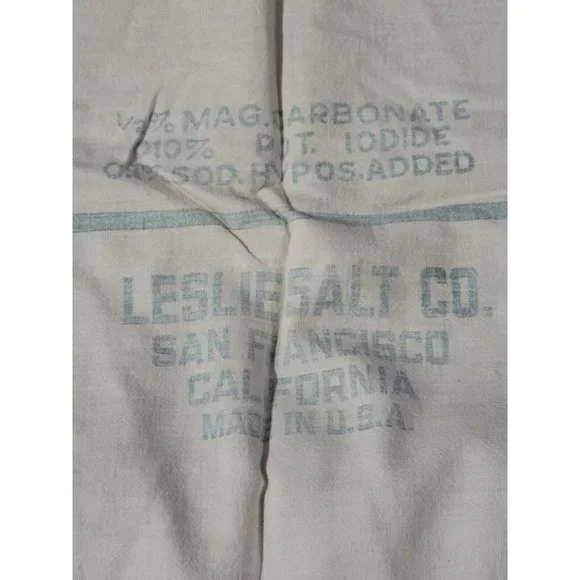 ½% MAG. CARBONATE
.010% POT. IODIDE
SOD. HYPOS. ADDED
LESLIE SALT CO.
SAN FRANCISCO
CALIFORNIA
MADE IN U.S.A.